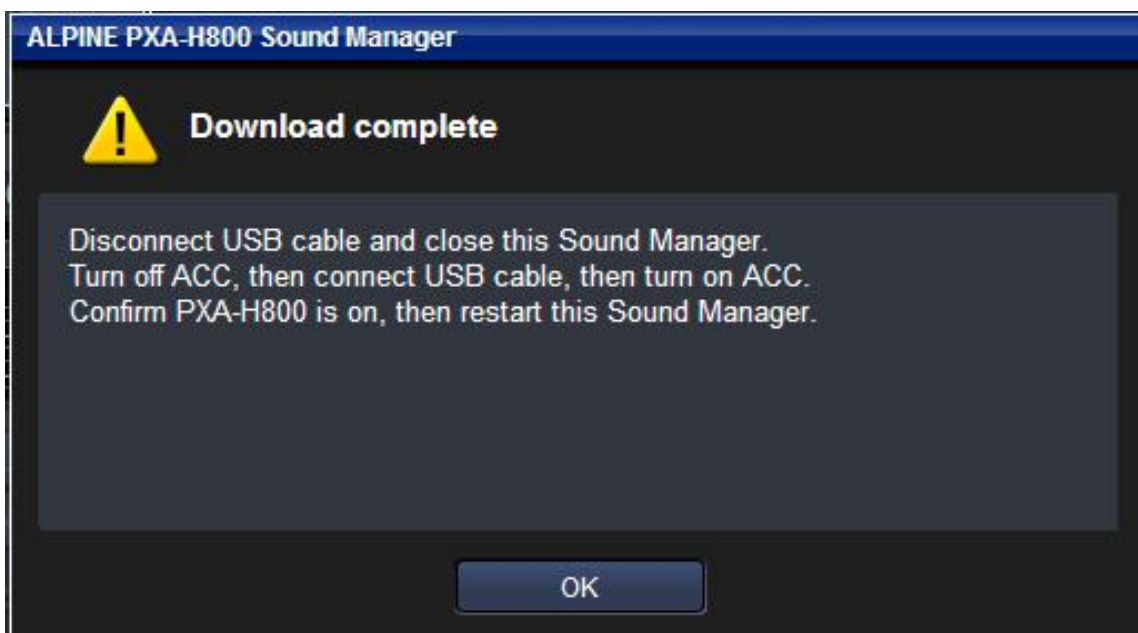 ALPINE PXA-H800 Sound Manager
Download complete
Disconnect USB cable and close this Sound Manager.
Turn off ACC, then connect USB cable, then turn on ACC.
Confirm PXA-H800 is on, then restart this Sound Manager.
OK